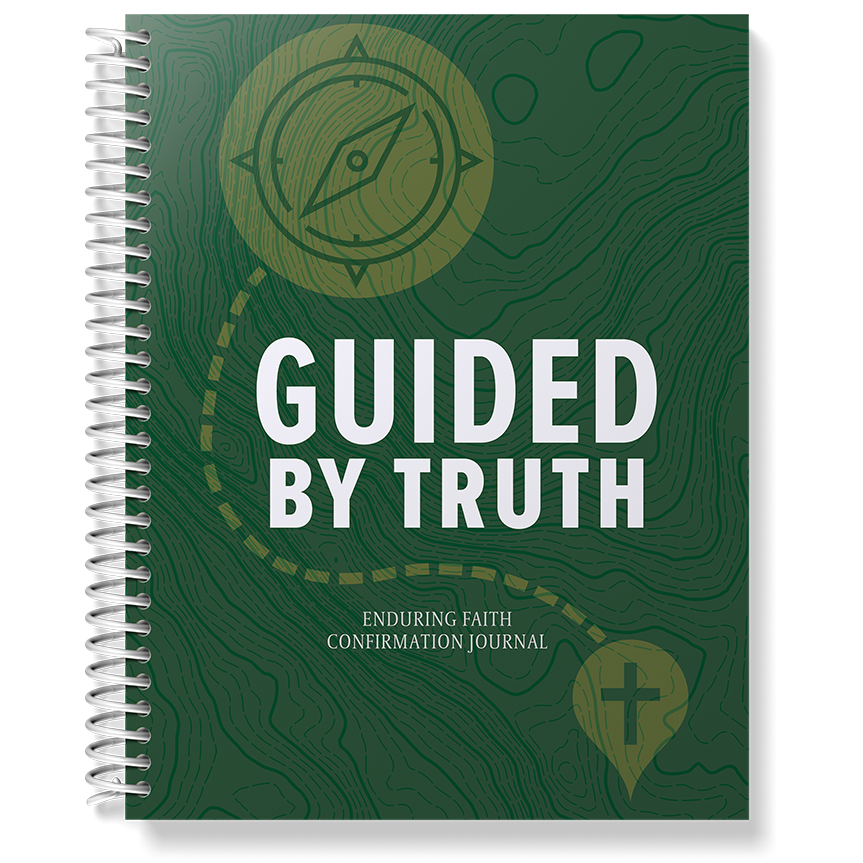 GUIDED
BY TRUTH
ENDURING FAITH
CONFIRMATION JOURNAL